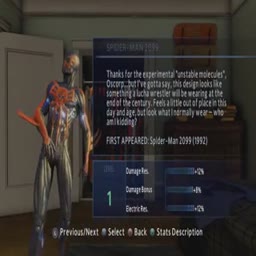 SPIDER-MAN 2099
Thanks for the experimental "unstable molecules",
Oscorp, but I've gotta say, this design looks like
something a lucha wrestler will be wearing at the
end of the century. Feels a little out of place in this
day and age, but look what I normally wear – who
am I kidding?
FIRST APPEARED: Spider-Man 2099 (1992)
LEVEL
1
Damage Res. +12%
Damage Bonus +8%
Electric Res. +12%
Previous/Next Select Back Stats Description